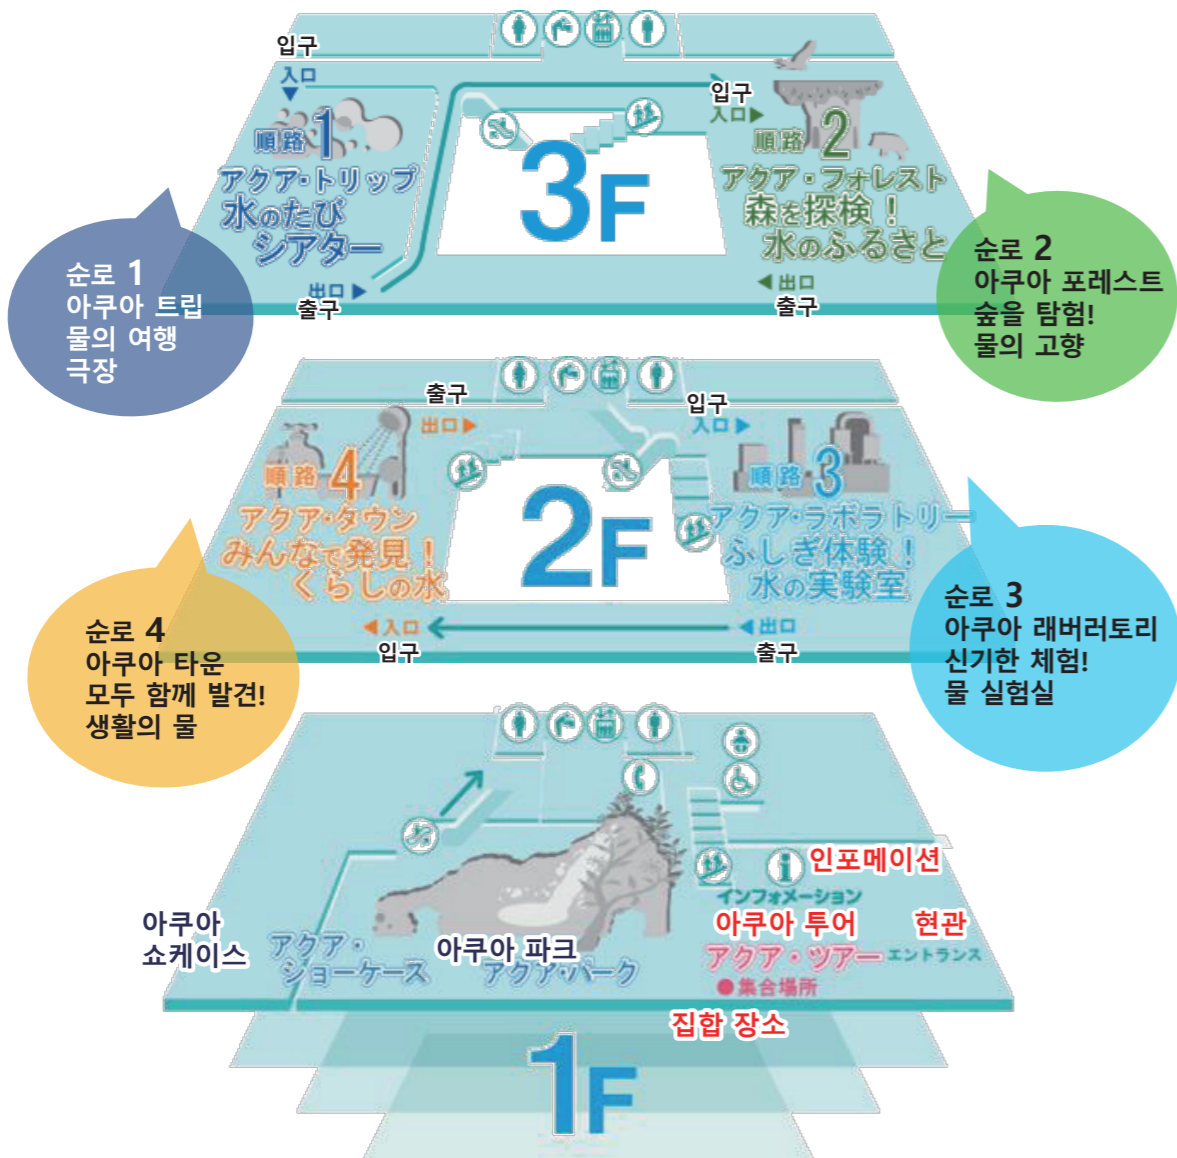 입구
入口
順路 1
アクア・トリップ
水のたび
シアター
出口
출구
3F
입구
入口
順路 2
アクア・フォレスト
森を探検！
水のふるさと
出口
출구
순로 1
아쿠아 트립
물의 여행
극장
순로 2
아쿠아 포레스트
숲을 탐험!
물의 고향
출구
出口
順路 4
アクア・タウン
みんなで発見！
くらしの水
入口
입구
2F
입구
入口
順路 3
アクア・ラボラトリー
ふしぎ体験！
水の実験室
出口
출구
순로 4
아쿠아 타운
모두 함께 발견!
생활의 물
순로 3
아쿠아 래버러토리
신기한 체험!
물 실험실
아쿠아
쇼케이스
アクア・
ショーケース
아쿠아 파크
アクア・パーク
인포메이션
インフォメーション
아쿠아 투어
アクア・ツアー
●集合場所
집합 장소
현관
エントランス
1F